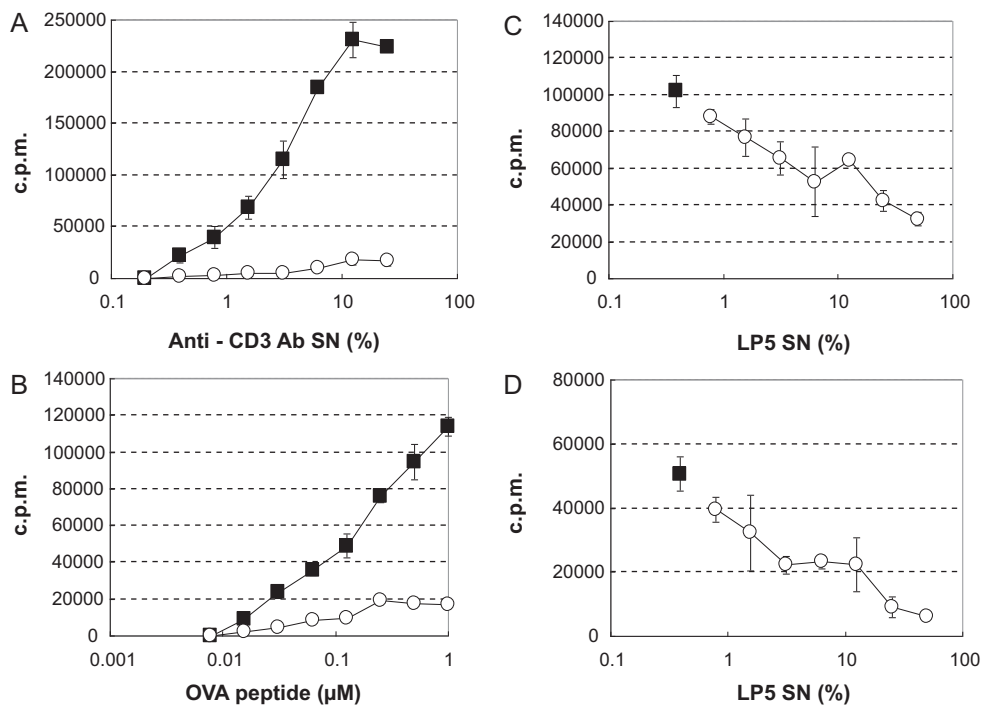 A
250000
200000
150000
100000
50000
0
c.p.m.
0.1 1 10 100
Anti - CD3 Ab SN (%)
B
140000
120000
100000
80000
60000
40000
20000
0
c.p.m.
0.001 0.01 0.1 1
OVA peptide (µM)
C
140000
120000
100000
80000
60000
40000
20000
0
c.p.m.
0.1 1 10 100
LP5 SN (%)
D
80000
60000
40000
20000
0
c.p.m.
0.1 1 10 100
LP5 SN (%)